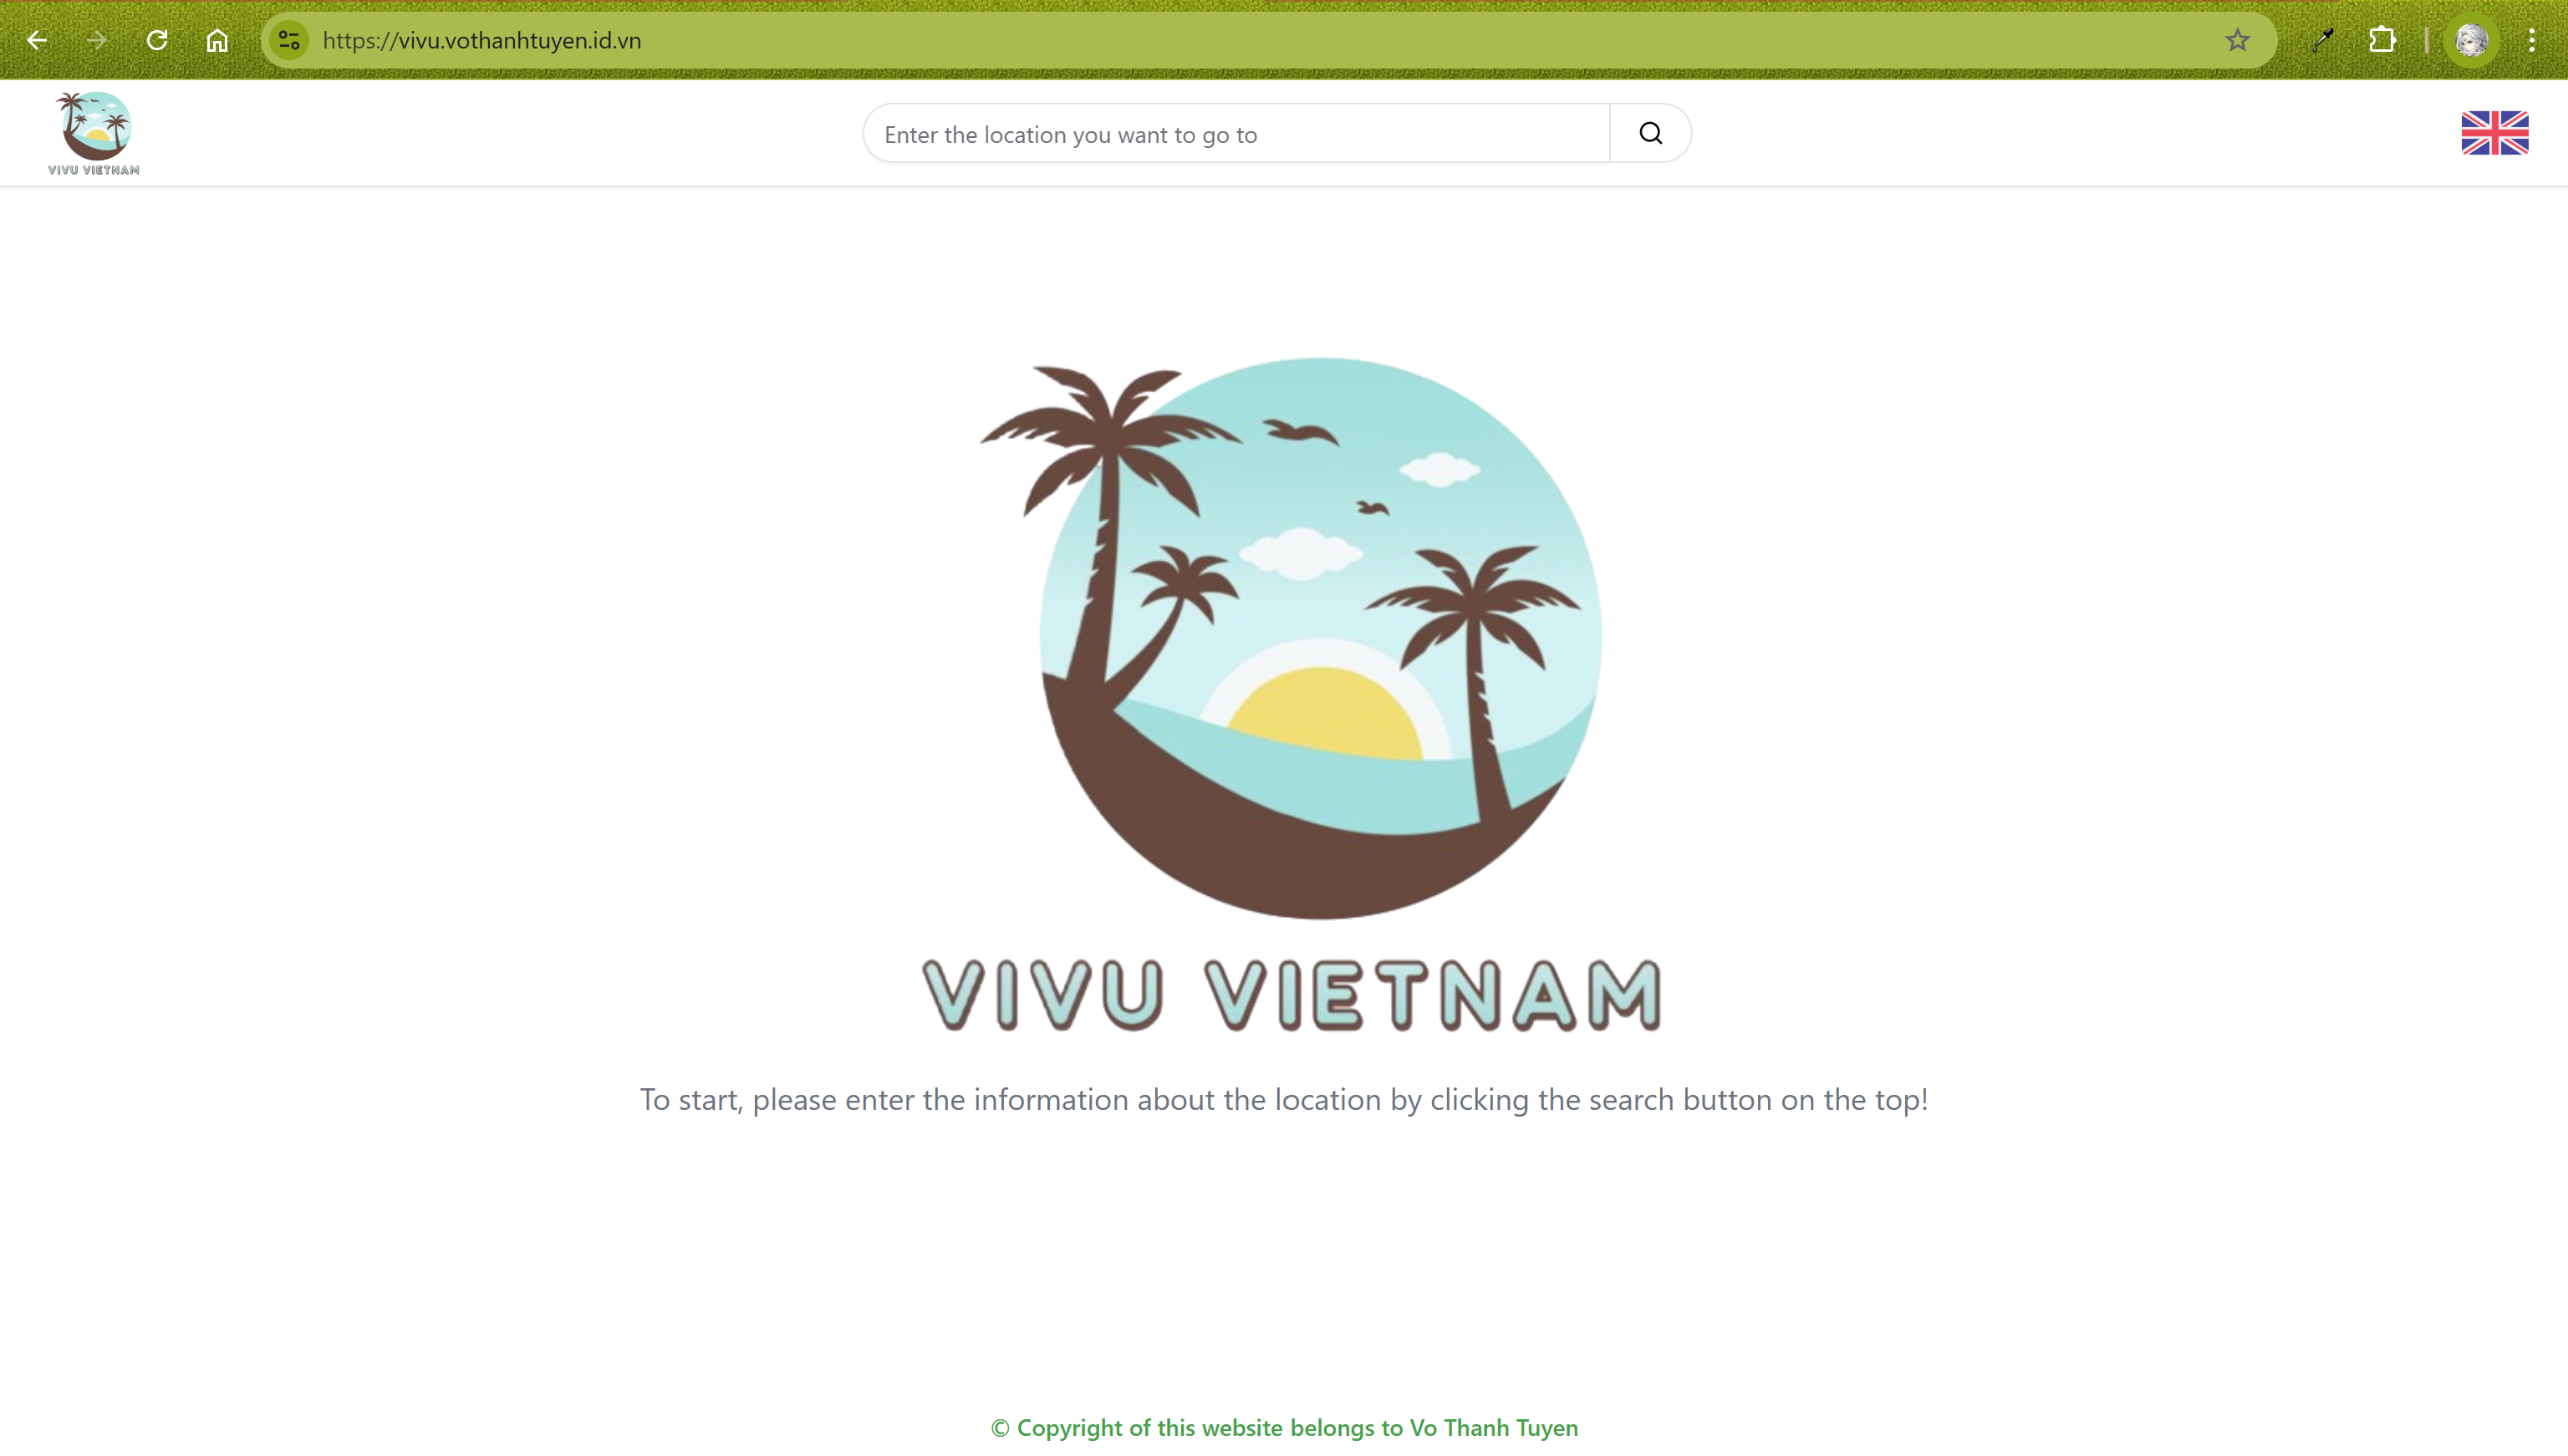 https://vivu.vothanhtuyen.id.vn
VIVU VIETNAM
Enter the location you want to go to
VIVU VIETNAM
To start, please enter the information about the location by clicking the search button on the top!
© Copyright of this website belongs to Vo Thanh Tuyen